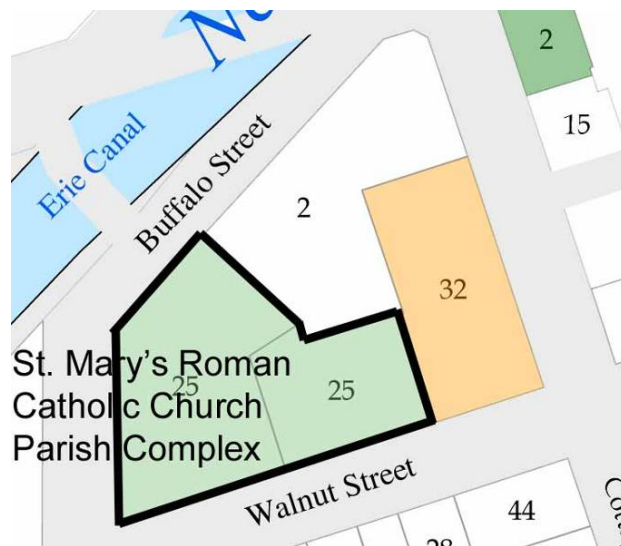 2
15
Erie Canal
Buffalo Street
2
32
St. Mary's Roman
Catholic Church
Parish Complex
25
25
Walnut Street
44